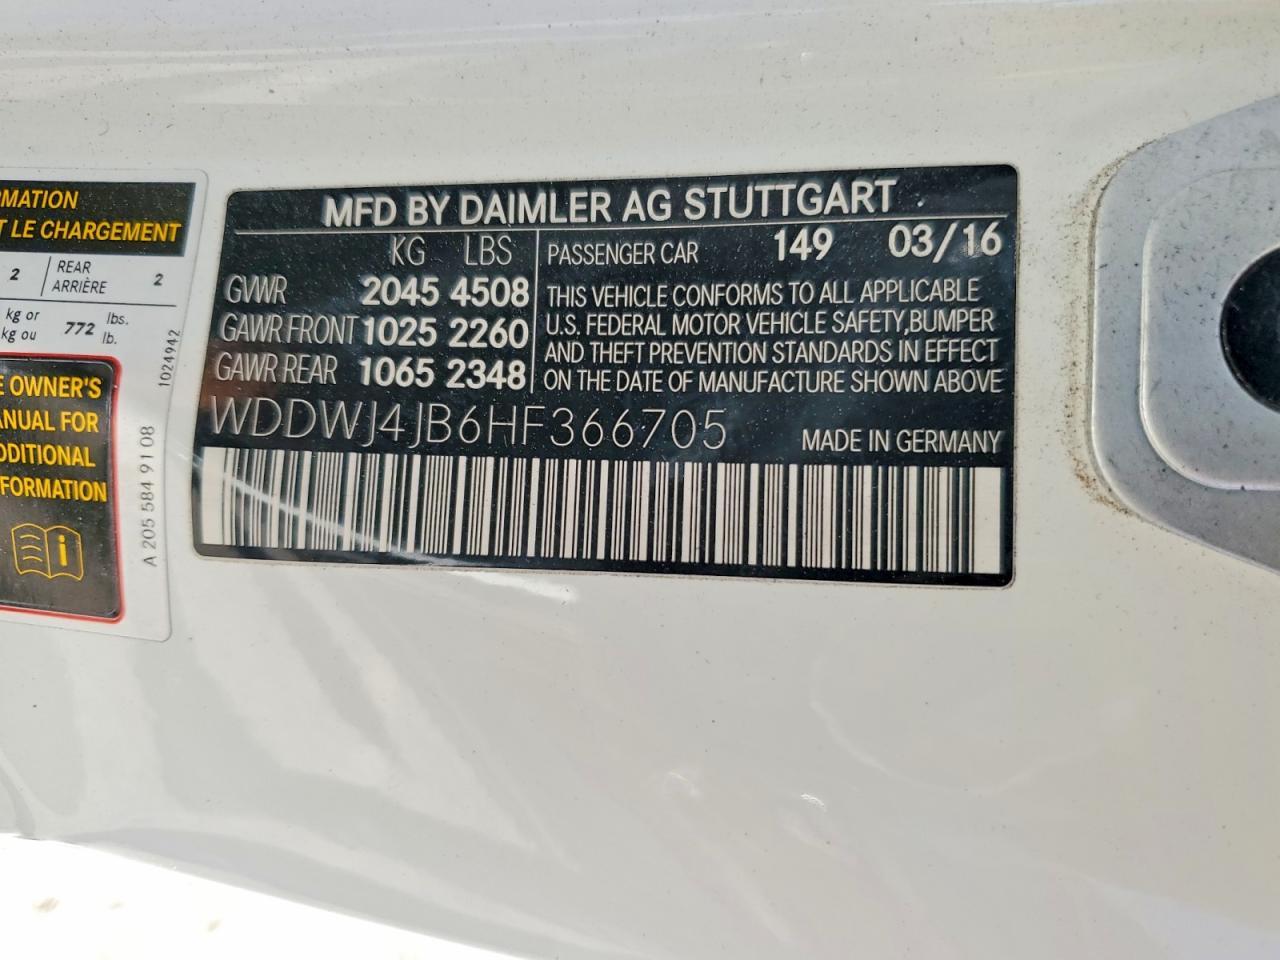 RMATION
T LE CHARGEMENT
2 REAR ARRIÈRE 2
kg or kg ou 772 lbs. lb.
E OWNER'S
ANUAL FOR
DDITIONAL
FORMATION
i
A 205 584 91 08
1024942
MFD BY DAIMLER AG STUTTGART
KG LBS
GVWR 2045 4508
GAWR FRONT 1025 2260
GAWR REAR 1065 2348
PASSENGER CAR 149 03/16
THIS VEHICLE CONFORMS TO ALL APPLICABLE
U.S. FEDERAL MOTOR VEHICLE SAFETY,BUMPER
AND THEFT PREVENTION STANDARDS IN EFFECT
ON THE DATE OF MANUFACTURE SHOWN ABOVE
WDDWJ4JB6HF366705
MADE IN GERMANY